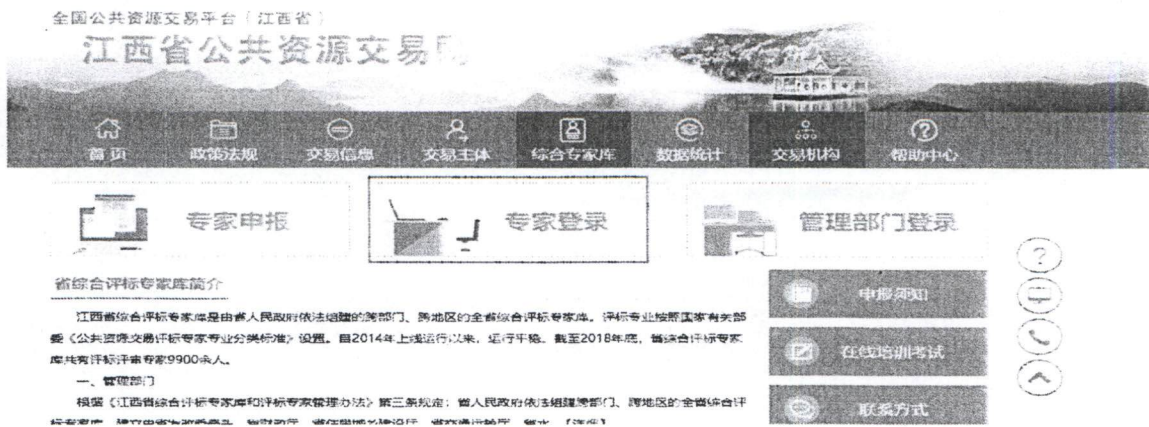 全国公共资源交易平台（江西省）
江西省公共资源交易
首页 政策法规 交易信息 交易主体 综合专家库 数据统计 交易机构 帮助中心
专家申报 专家登录 管理部门登录
省综合评标专家库简介
江西省综合评标专家库是由省人民政府依法组建的跨部门、跨地区的全省综合评标专家库。评标专业按照国家有关部
委《公共资源交易评标专家专业分类标准》设置。自2014年上线运行以来，运行平稳。截至2018年底，省综合评标专家
库共有评标评审专家9900余人。
一、管理部门
根据《江西省综合评标专家库和评标专家管理办法》第三条规定：省人民政府依法组建跨部门、跨地区的全省综合评
申报须知
在线培训考试
联系方式